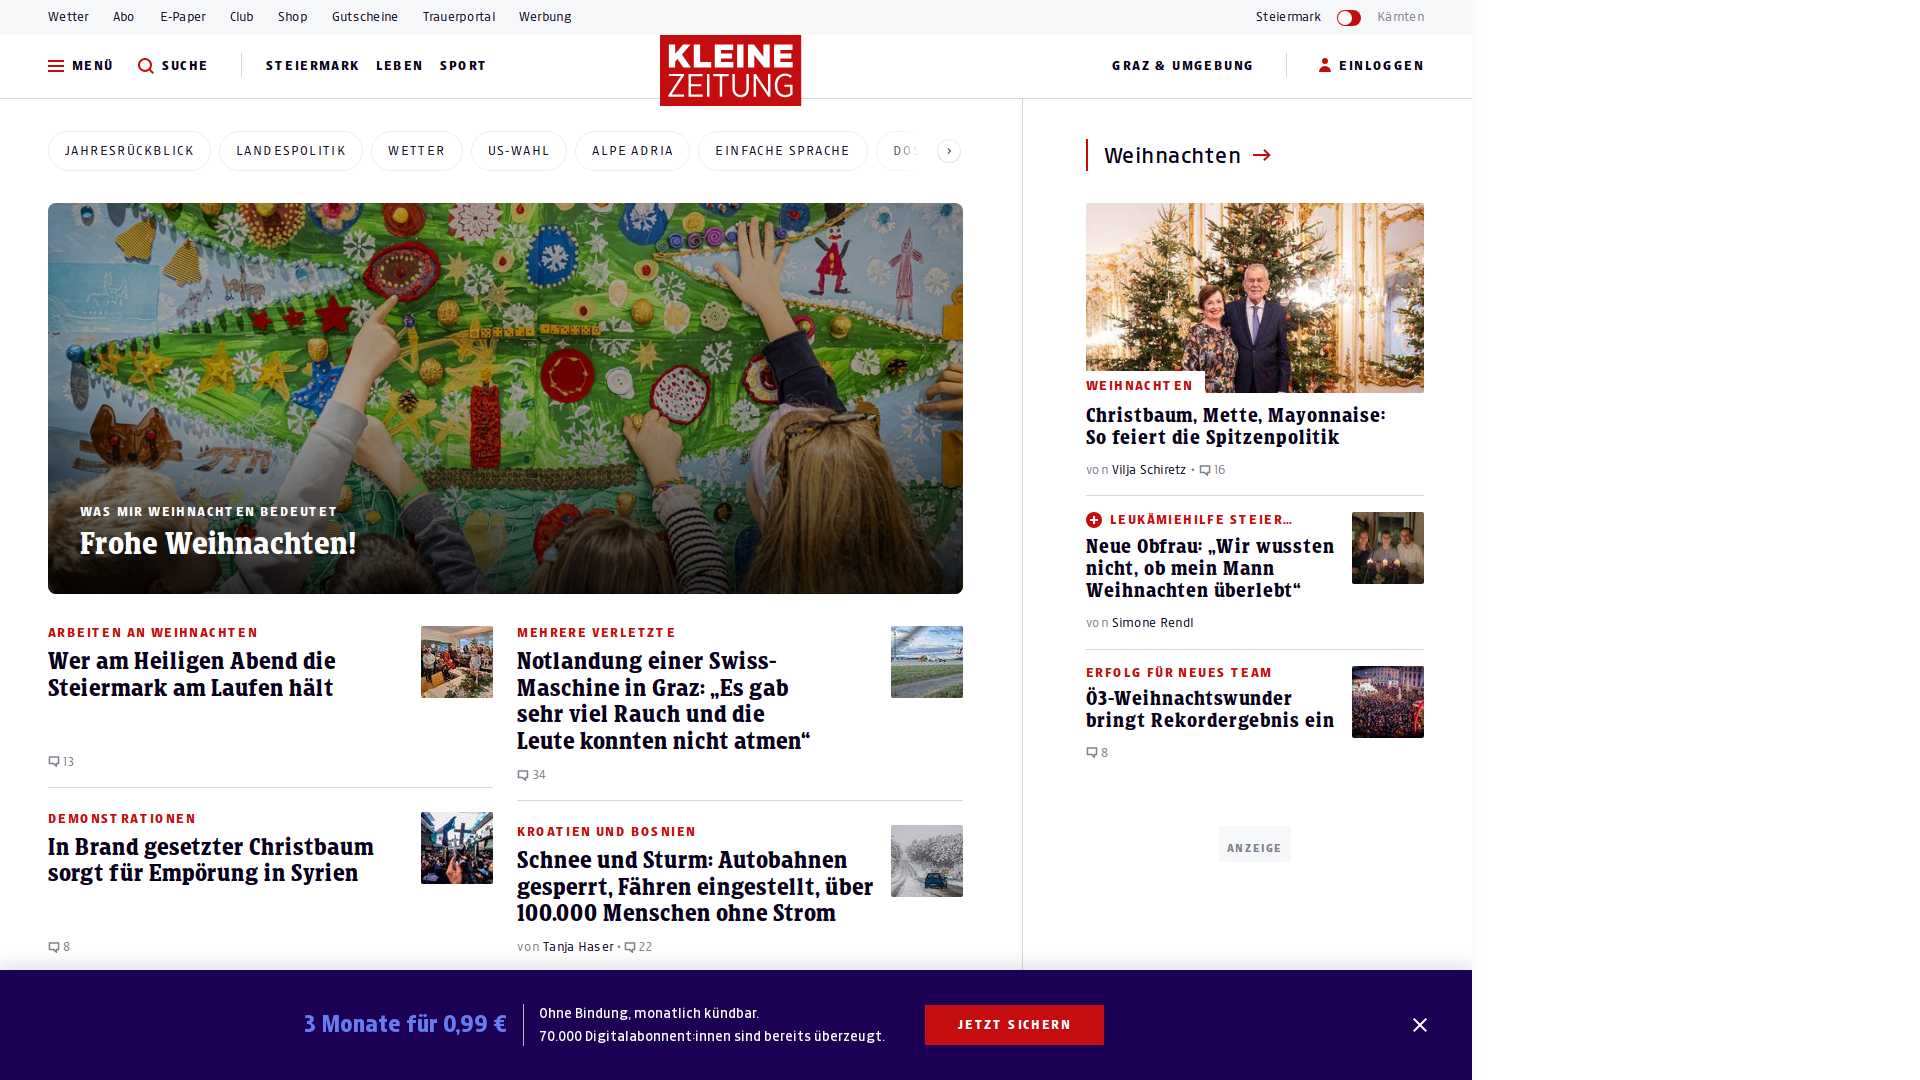 Wetter Abo E-Paper Club Shop Gutscheine Trauerportal Werbung Steiermark Kärnten
MENÜ SUCHE STEIERMARK LEBEN SPORT KLEINE ZEITUNG GRAZ & UMGEBUNG EINLOGGEN
JAHRESRÜCKBLICK LANDESPOLITIK WETTER US-WAHL ALPE ADRIA EINFACHE SPRACHE
WAS MIR WEIHNACHTEN BEDEUTET
Frohe Weihnachten!
ARBEITEN AN WEIHNACHTEN
Wer am Heiligen Abend die
Steiermark am Laufen hält
13
MEHRERE VERLETZTE
Notlandung einer Swiss-
Maschine in Graz: „Es gab
sehr viel Rauch und die
Leute konnten nicht atmen“
34
DEMONSTRATIONEN
In Brand gesetzter Christbaum
sorgt für Empörung in Syrien
8
KROATIEN UND BOSNIEN
Schnee und Sturm: Autobahnen
gesperrt, Fähren eingestellt, über
100.000 Menschen ohne Strom
von Tanja Haser • 22
Weihnachten
WEIHNACHTEN
Christbaum, Mette, Mayonnaise:
So feiert die Spitzenpolitik
von Vilja Schiretz • 16
LEUKÄMIEHILFE STEIER…
Neue Obfrau: „Wir wussten
nicht, ob mein Mann
Weihnachten überlebt“
von Simone Rendl
ERFOLG FÜR NEUES TEAM
Ö3-Weihnachtswunder
bringt Rekordergebnis ein
8
ANZEIGE
3 Monate für 0,99 €
Ohne Bindung, monatlich kündbar.
70.000 Digitalabonnent:innen sind bereits überzeugt.
JETZT SICHERN